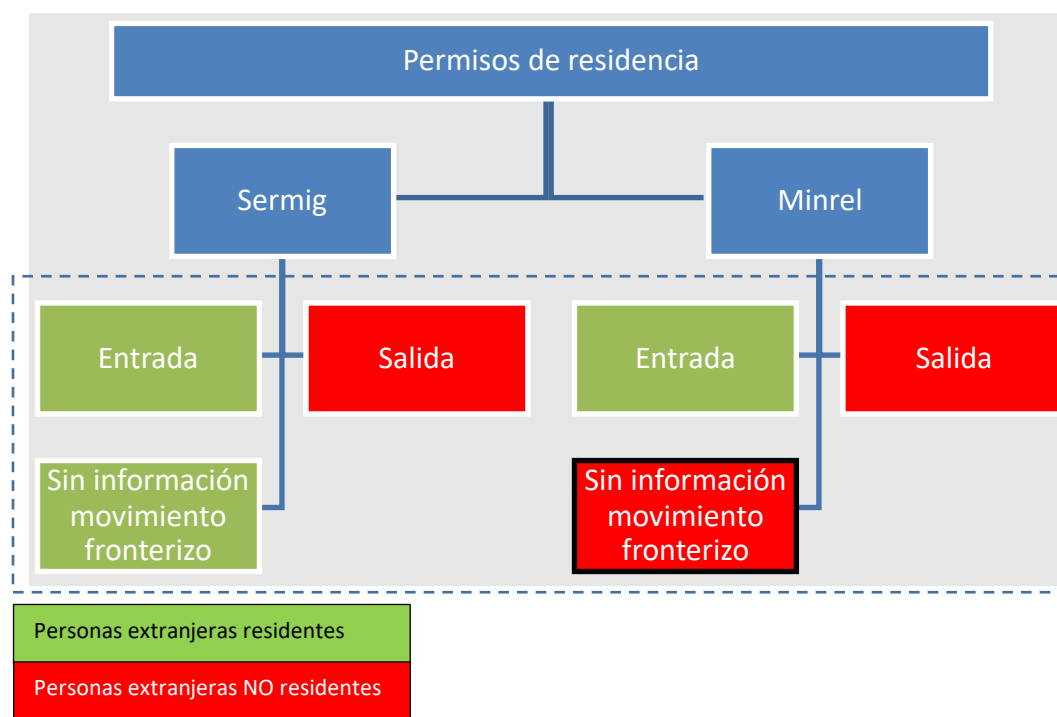 Permisos de residencia
Sermig
Minrel
Entrada
Salida
Entrada
Salida
Sin información
movimiento
fronterizo
Sin información
movimiento
fronterizo
Personas extranjeras residentes
Personas extranjeras NO residentes